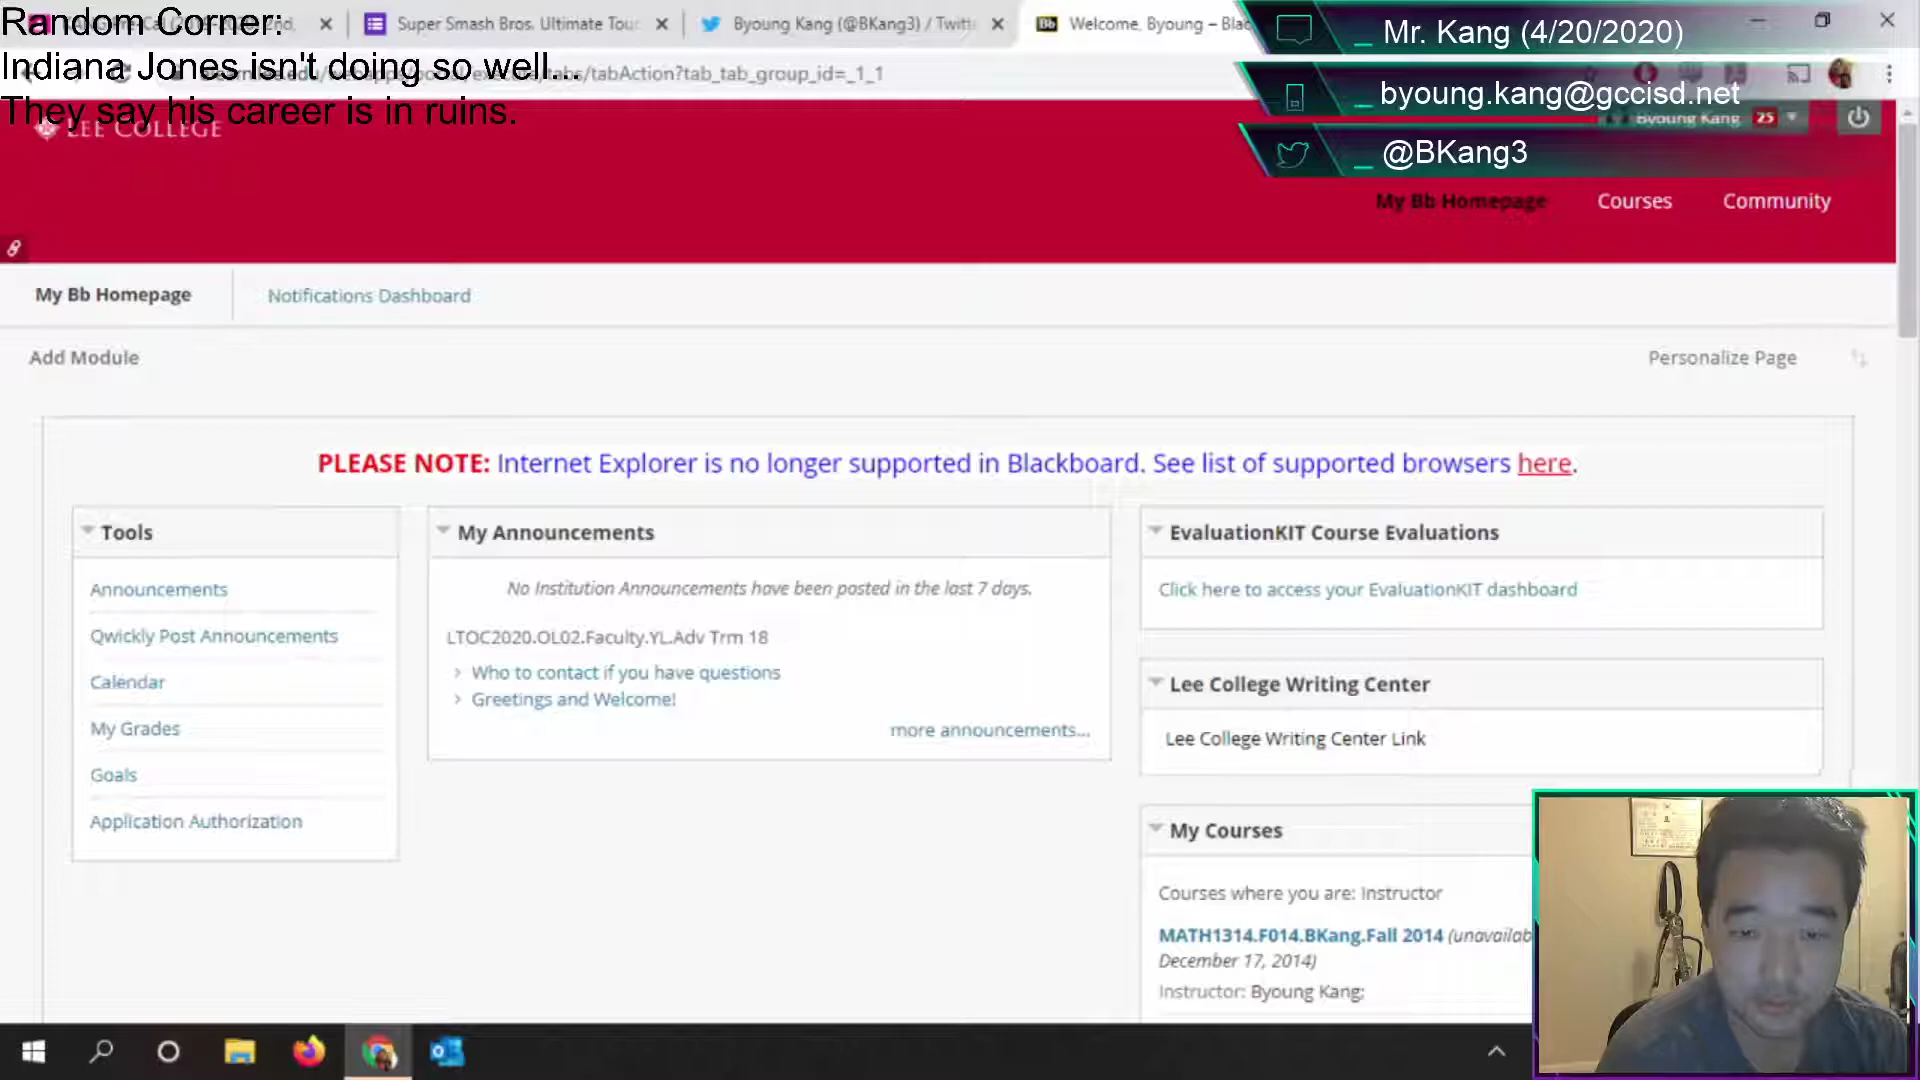 Random Corner:
Indiana Jones isn't doing so well...
They say his career is in ruins.
Super Smash Bros. Ultimate Tou
Byoung Kang (@BKang3) / Twitt
Welcome, Byoung – Bla
_ Mr. Kang (4/20/2020)
_ byoung.kang@gccisd.net
_ @BKang3
/tabs/tabAction?tab_tab_group_id=_1_1
LEE COLLEGE
Byoung Kang 25
My Bb Homepage
Courses
Community
My Bb Homepage
Notifications Dashboard
Add Module
Personalize Page
PLEASE NOTE: Internet Explorer is no longer supported in Blackboard. See list of supported browsers here.
Tools
Announcements
Qwickly Post Announcements
Calendar
My Grades
Goals
Application Authorization
My Announcements
No Institution Announcements have been posted in the last 7 days.
LTOC2020.OL02.Faculty.YL.Adv Trm 18
Who to contact if you have questions
Greetings and Welcome!
more announcements...
EvaluationKIT Course Evaluations
Click here to access your EvaluationKIT dashboard
Lee College Writing Center
Lee College Writing Center Link
My Courses
Courses where you are: Instructor
MATH1314.F014.BKang.Fall 2014 (unavailab
December 17, 2014)
Instructor: Byoung Kang;